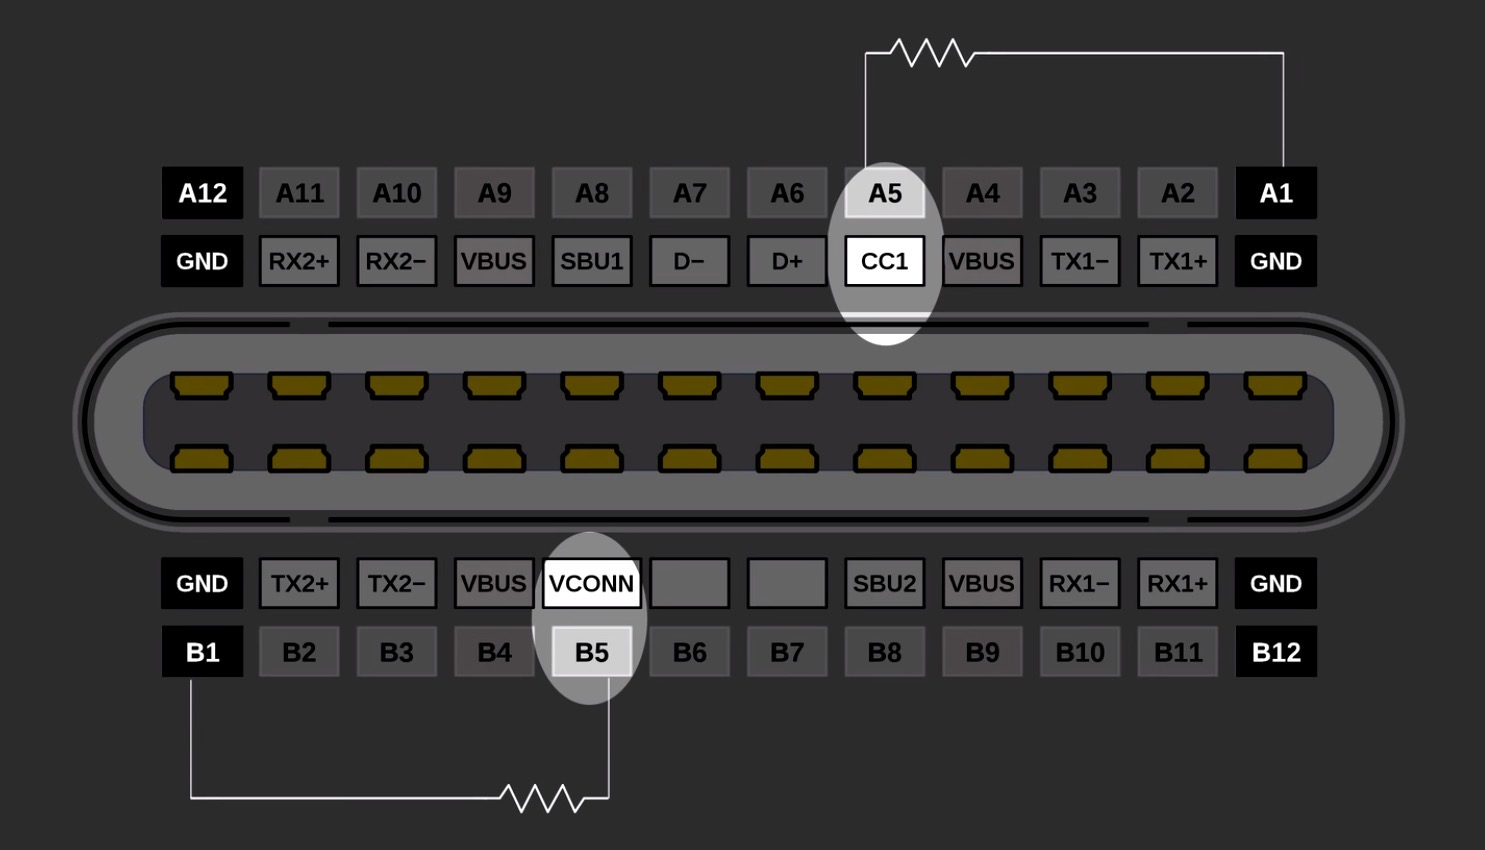 A12 A11 A10 A9 A8 A7 A6 A5 A4 A3 A2 A1
GND RX2+ RX2− VBUS SBU1 D− D+ CC1 VBUS TX1− TX1+ GND
GND TX2+ TX2− VBUS VCONN SBU2 VBUS RX1− RX1+ GND
B1 B2 B3 B4 B5 B6 B7 B8 B9 B10 B11 B12